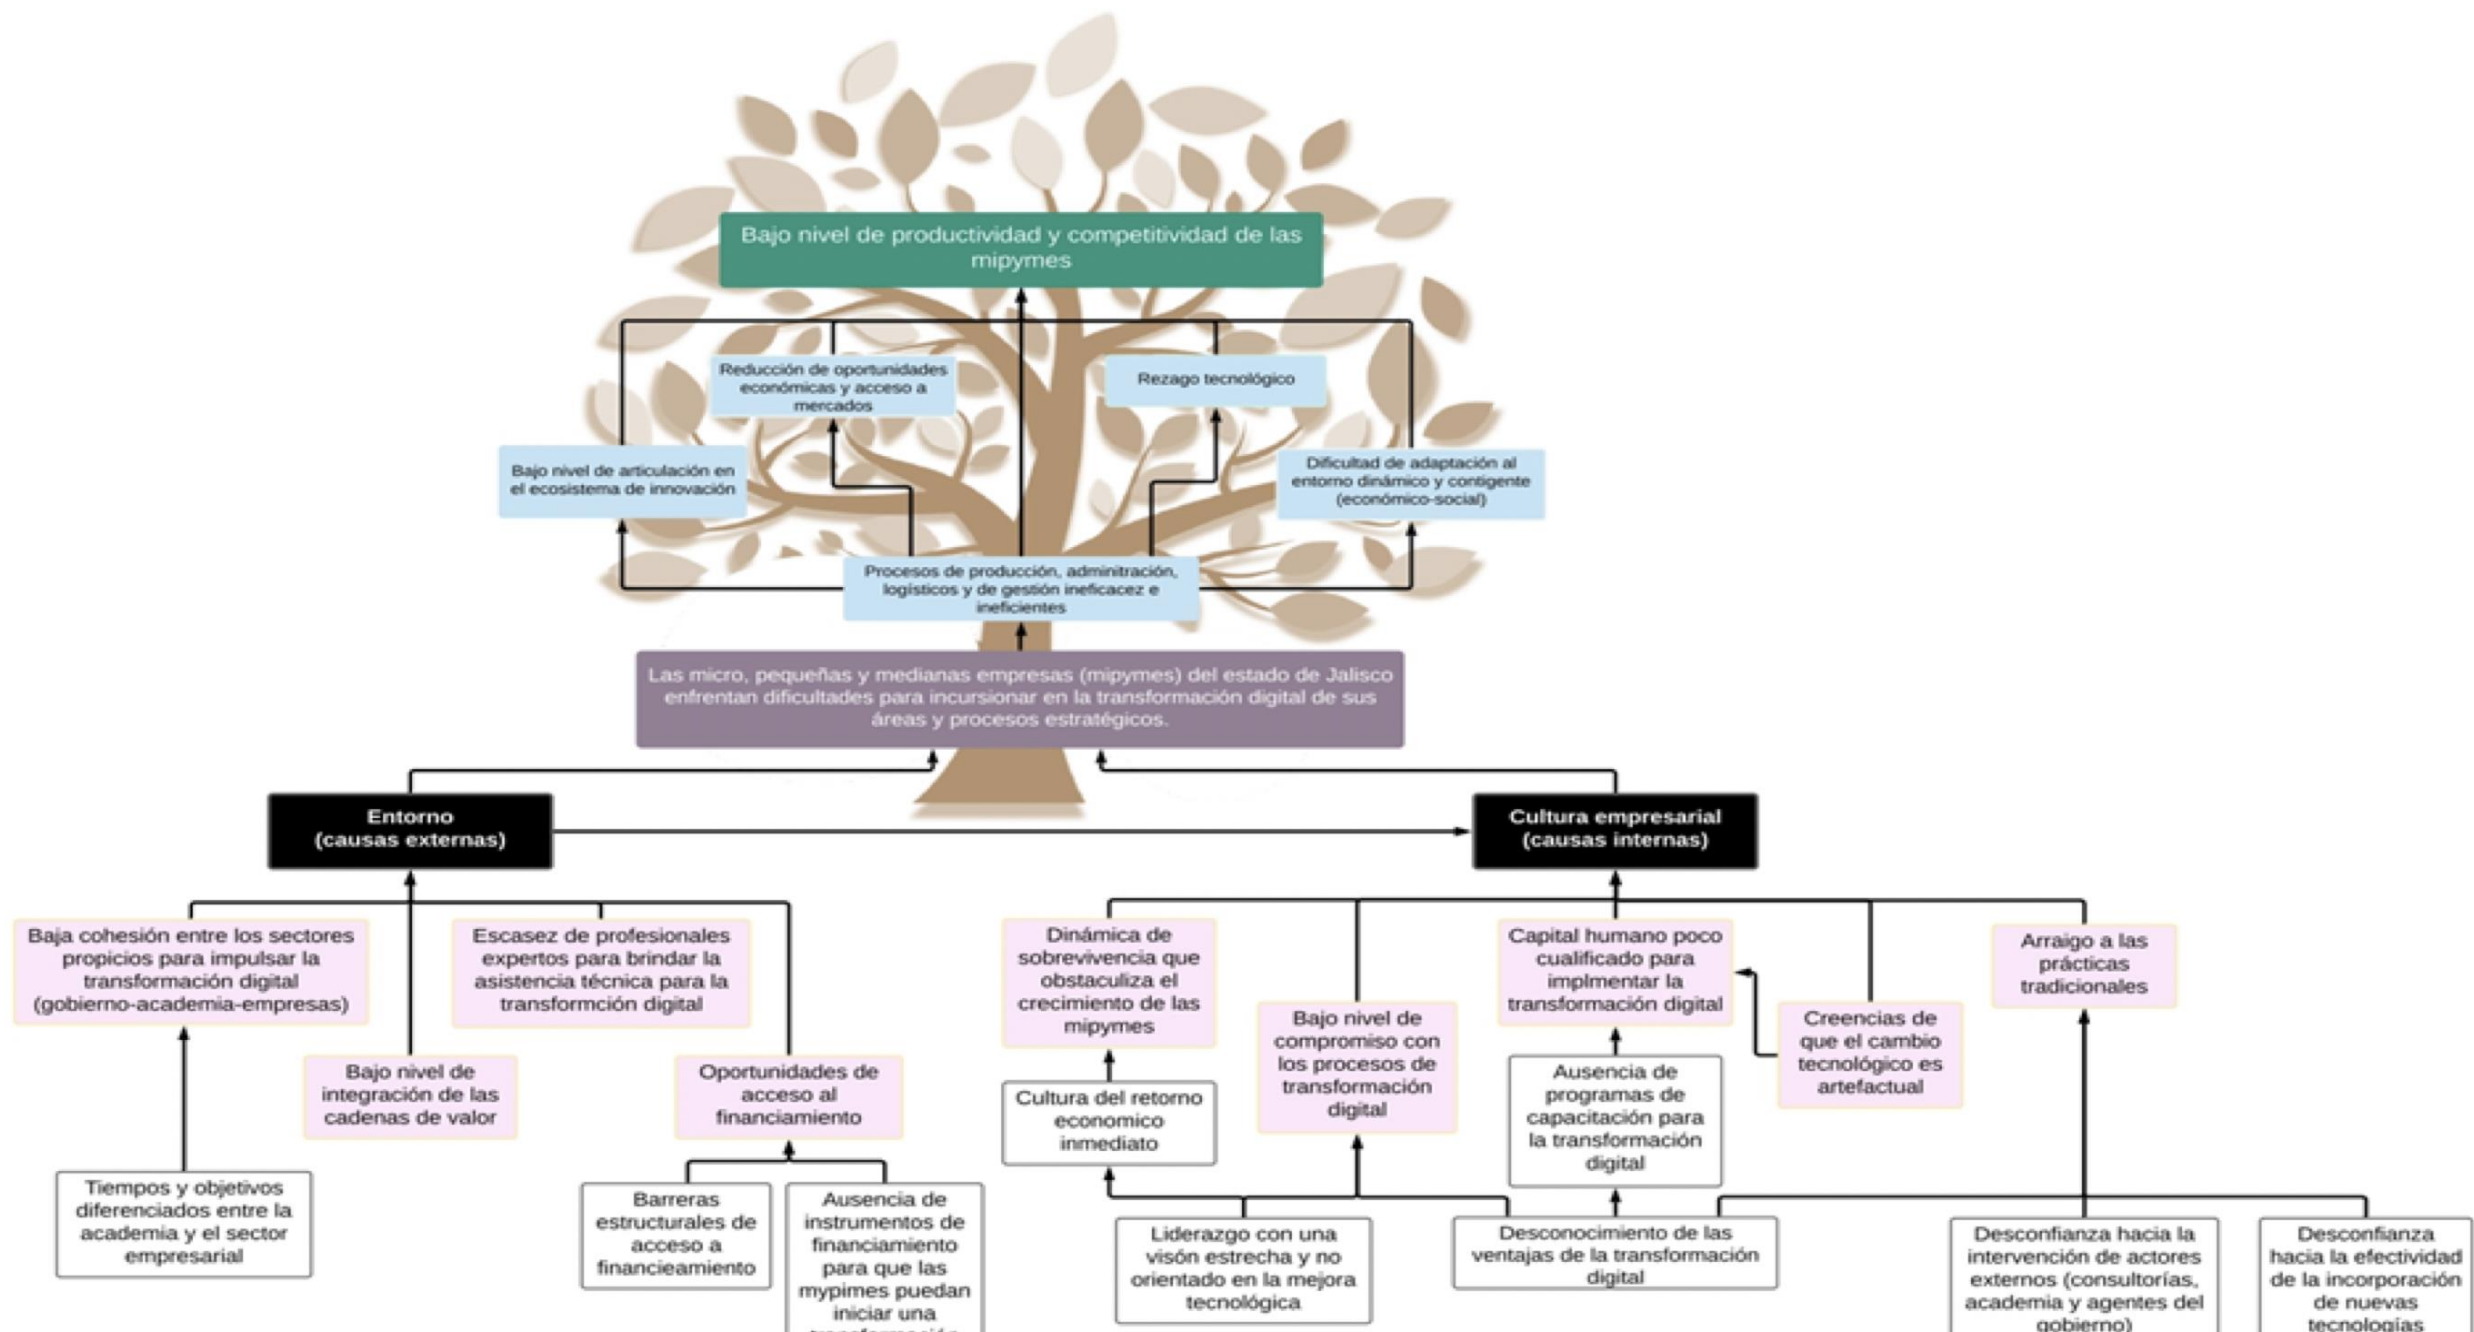 Bajo nivel de productividad y competitividad de las
mipymes
Reducción de oportunidades
económicas y acceso a
mercados
Rezago tecnológico
Bajo nivel de articulación en
el ecosistema de innovación
Dificultad de adaptación al
entorno dinámico y contigente
(económico-social)
Procesos de producción, adminitración,
logísticos y de gestión ineficacez e
ineficientes
Las micro, pequeñas y medianas empresas (mipymes) del estado de Jalisco
enfrentan dificultades para incursionar en la transformación digital de sus
áreas y procesos estratégicos.
Entorno
(causas externas)
Cultura empresarial
(causas internas)
Baja cohesión entre los sectores
propicios para impulsar la
transformación digital
(gobierno-academia-empresas)
Escasez de profesionales
expertos para brindar la
asistencia técnica para la
transformción digital
Bajo nivel de
integración de las
cadenas de valor
Oportunidades de
acceso al
financiamiento
Tiempos y objetivos
diferenciados entre la
academia y el sector
empresarial
Barreras
estructurales de
acceso a
financieamiento
Ausencia de
instrumentos de
financiamiento
para que las
mypimes puedan
iniciar una
transformación
Dinámica de
sobrevivencia que
obstaculiza el
crecimiento de las
mipymes
Bajo nivel de
compromiso con
los procesos de
transformación
digital
Capital humano poco
cualificado para
implmentar la
transformación digital
Creencias de
que el cambio
tecnológico es
artefactual
Arraigo a las
prácticas
tradicionales
Cultura del retorno
economico
inmediato
Ausencia de
programas de
capacitación para
la transformación
digital
Liderazgo con una
visón estrecha y no
orientado en la mejora
tecnológica
Desconocimiento de las
ventajas de la transformación
digital
Desconfianza hacia la
intervención de actores
externos (consultorías,
academia y agentes del
gobierno)
Desconfianza
hacia la efectividad
de la incorporación
de nuevas
tecnologías